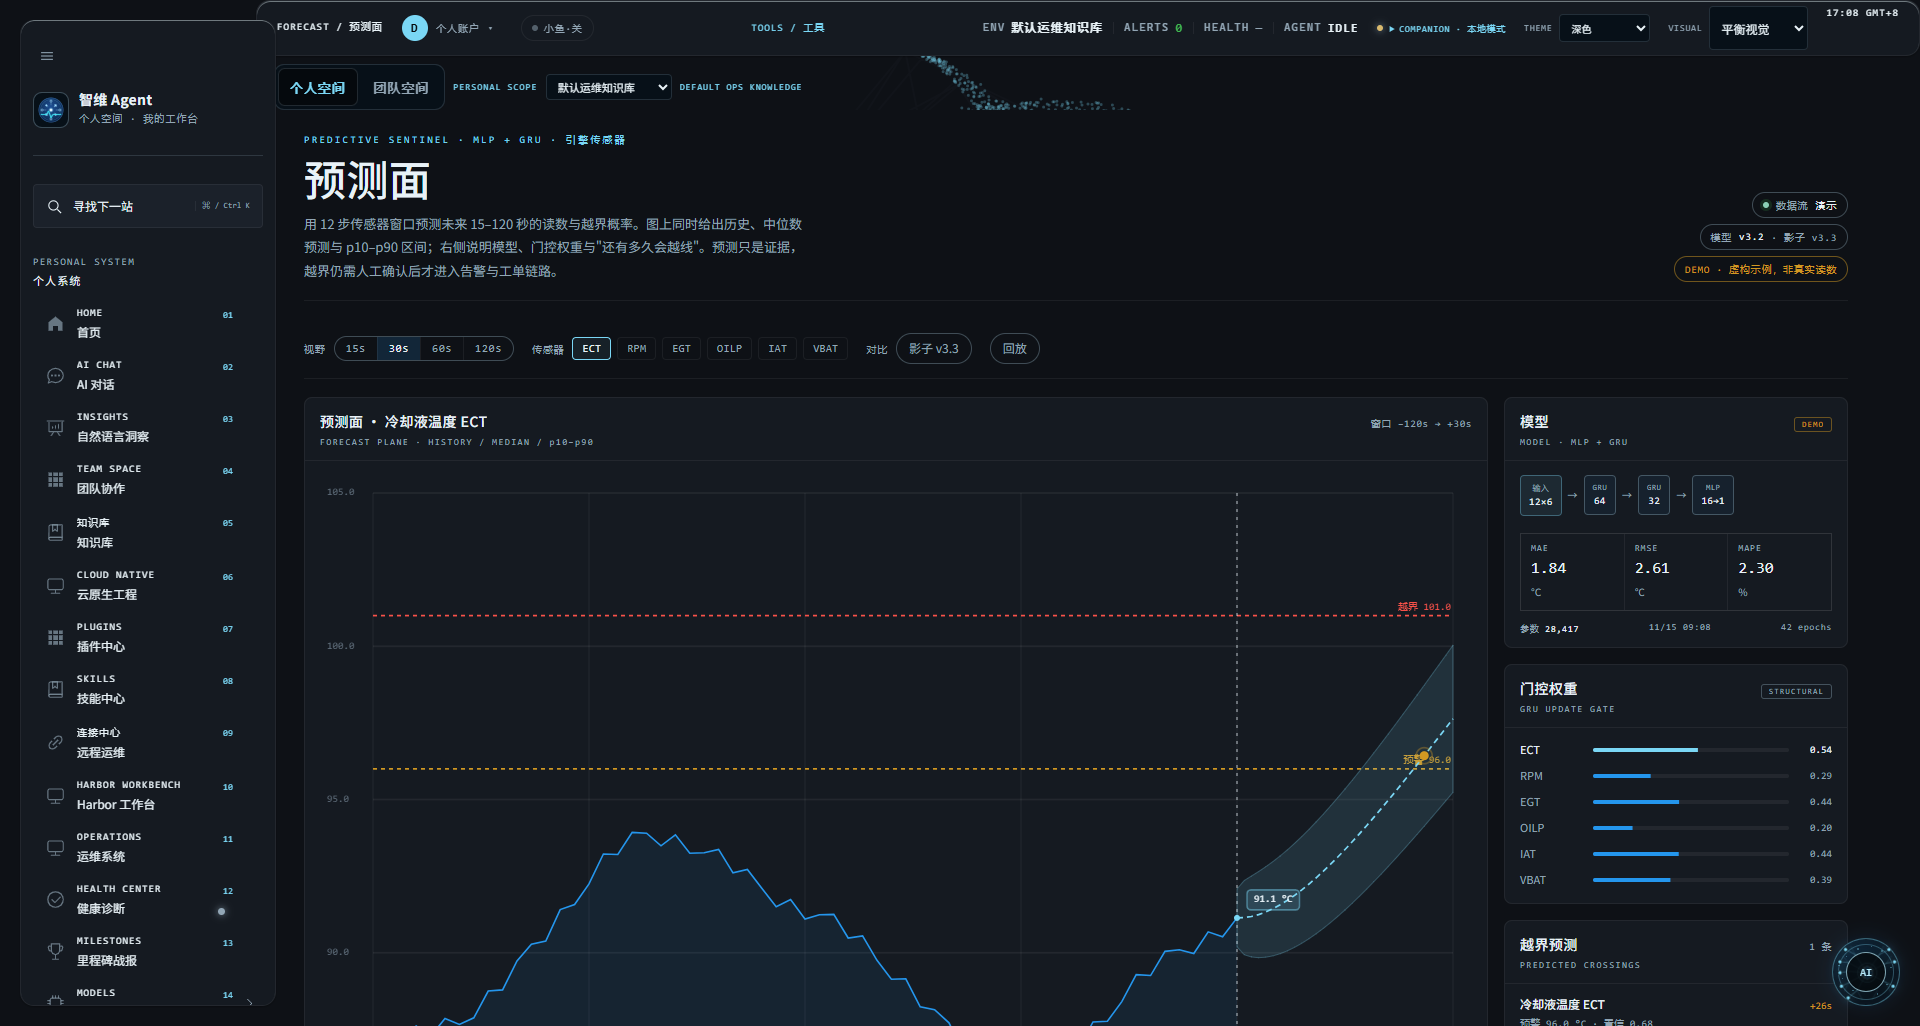 FORECAST / 预测面
D 个人账户
小鱼·高
TOOLS / 工具
ENV 默认运维知识库
ALERTS 0
HEALTH —
AGENT IDLE
COMPANION · 本地模式
THEME 深色
VISUAL 平衡视觉
17:08 GMT+8
个人空间 团队空间 PERSONAL SCOPE 默认运维知识库 DEFAULT OPS KNOWLEDGE
智维 Agent
个人空间 · 我的工作台
寻找下一站 ⌘ / Ctrl K
PERSONAL SYSTEM
个人系统
HOME 01
首页
AI CHAT 02
AI 对话
INSIGHTS 03
自然语言洞察
TEAM SPACE 04
团队协作
知识库 05
知识库
CLOUD NATIVE 06
云原生工程
PLUGINS 07
插件中心
SKILLS 08
技能中心
连接中心 09
远程运维
HARBOR WORKBENCH 10
Harbor 工作台
OPERATIONS 11
运维系统
HEALTH CENTER 12
健康诊断
MILESTONES 13
里程碑战报
MODELS 14
PREDICTIVE SENTINEL · MLP + GRU · 引擎传感器
预测面
用 12 步传感器窗口预测未来 15–120 秒的读数与越界概率。图上同时给出历史、中位数
预测与 p10–p90 区间；右侧说明模型、门控权重与"还有多久会越线"。预测只是证据，
越界仍需人工确认后才进入告警与工单链路。
数据流 演示
模型 v3.2 · 影子 v3.3
DEMO · 虚构示例，非真实读数
视野 15s 30s 60s 120s 传感器 ECT RPM EGT OILP IAT VBAT 对比 影子 v3.3 回放
预测面 · 冷却液温度 ECT
FORECAST PLANE · HISTORY / MEDIAN / p10–p90
窗口 −120s → +30s
105.0
越界 101.0
100.0
预警 96.0
95.0
91.1 °C
90.0
模型 DEMO
MODEL · MLP + GRU
输入 12×6 → GRU 64 → GRU 32 → MLP 16→1
MAE RMSE MAPE
1.84 2.61 2.30
°C °C %
参数 28,417 11/15 09:08 42 epochs
门控权重 STRUCTURAL
GRU UPDATE GATE
ECT 0.54
RPM 0.29
EGT 0.44
OILP 0.20
IAT 0.44
VBAT 0.39
越界预测 1 条
PREDICTED CROSSINGS
冷却液温度 ECT +26s
预警 96.0 °C · 置信 0.68
AI